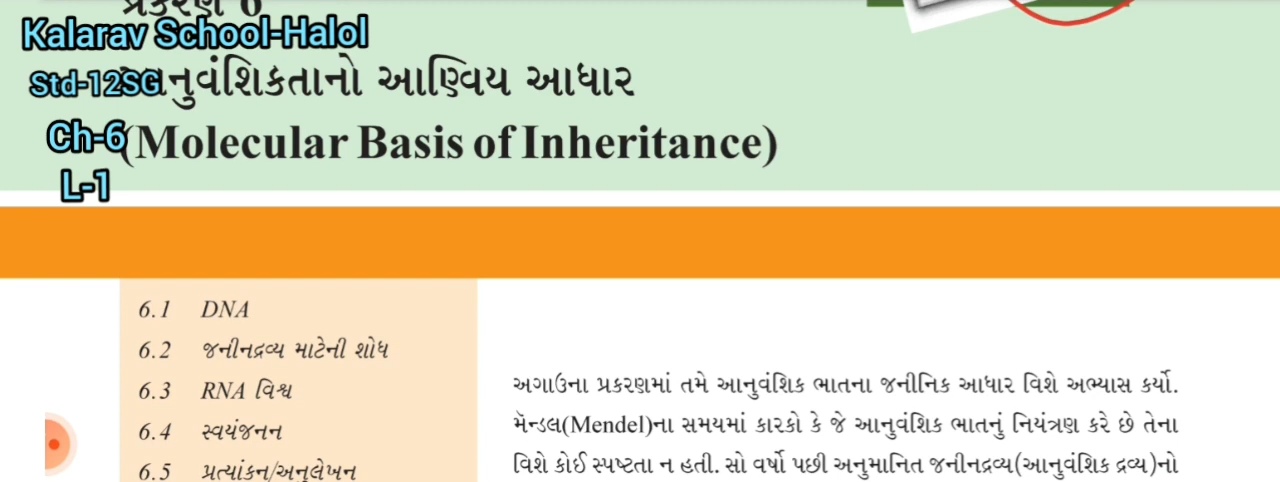 પ્રકરણ 6
Kalarav School-Halol
Std-12SG
નુવંશિકતાનો આણ્વિય આધાર
Ch-6
(Molecular Basis of Inheritance)
L-1
6.1 DNA
6.2 જનીનદ્રવ્ય માટેની શોધ
6.3 RNA વિશ્વ
6.4 સ્વયંજનન
6.5 પ્રત્યાંકન/અનુલેખન
અગાઉના પ્રકરણમાં તમે આનુવંશિક ભાતના જનીનિક આધાર વિશે અભ્યાસ કર્યો.
મૅન્ડલ(Mendel)ના સમયમાં કારકો કે જે આનુવંશિક ભાતનું નિયંત્રણ કરે છે તેના
વિશે કોઈ સ્પષ્ટતા ન હતી. સો વર્ષો પછી અનુમાનિત જનીનદ્રવ્ય(આનુવંશિક દ્રવ્ય)નો